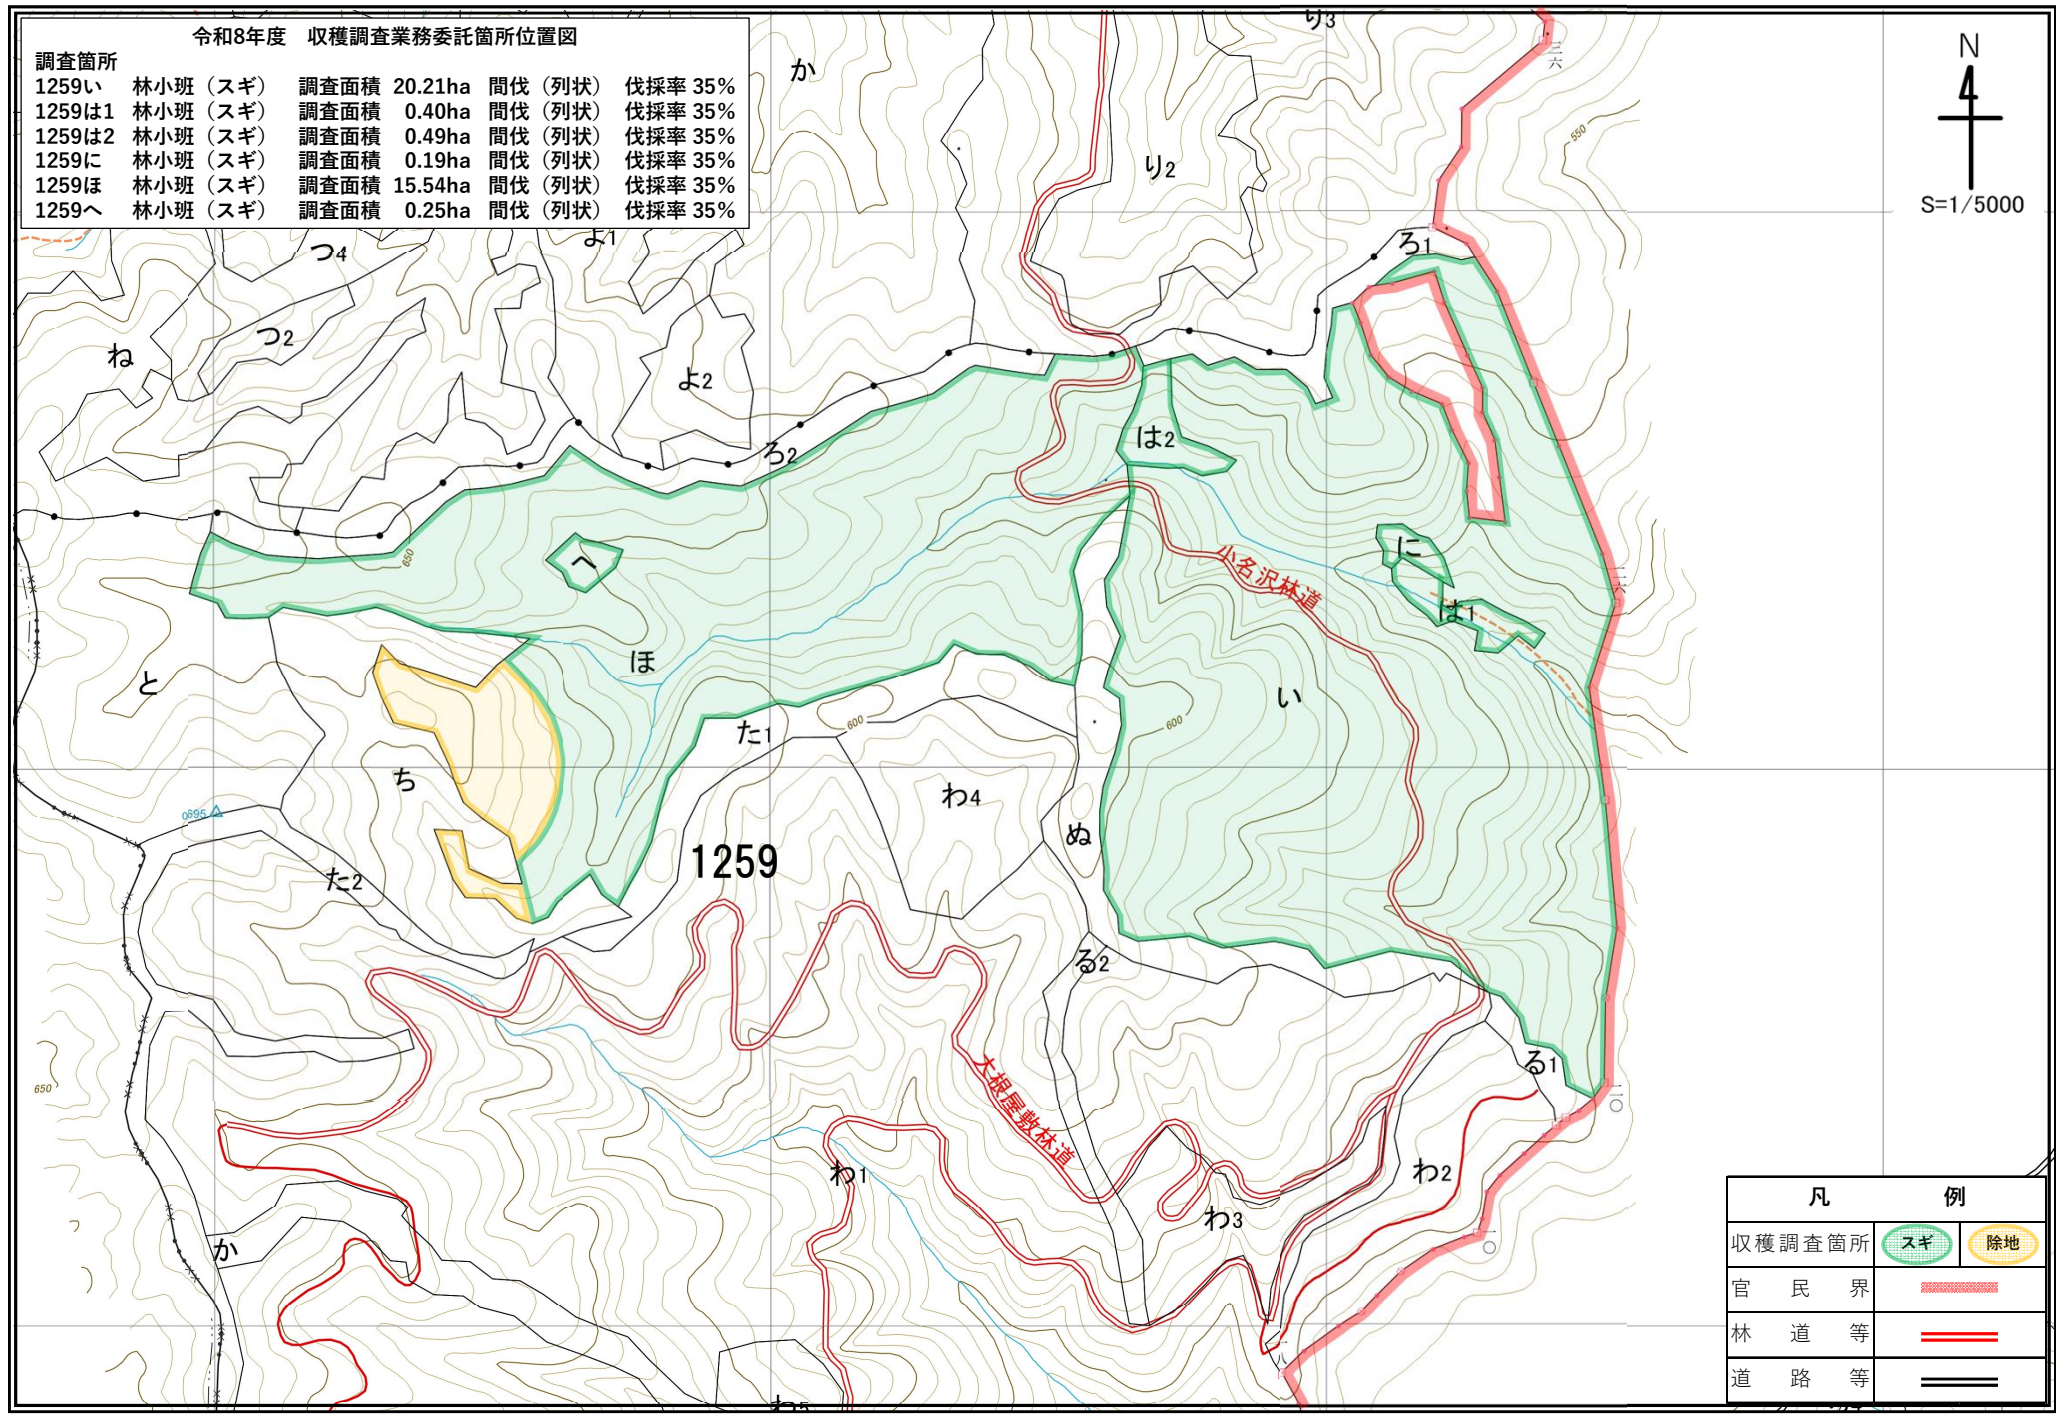 令和8年度　収穫調査業務委託箇所位置図
調査箇所
1259い　林小班（スギ）　調査面積　20.21ha　間伐（列状）　伐採率 35%
1259は1　林小班（スギ）　調査面積　0.40ha　間伐（列状）　伐採率 35%
1259は2　林小班（スギ）　調査面積　0.49ha　間伐（列状）　伐採率 35%
1259に　林小班（スギ）　調査面積　0.19ha　間伐（列状）　伐採率 35%
1259ほ　林小班（スギ）　調査面積　15.54ha　間伐（列状）　伐採率 35%
1259へ　林小班（スギ）　調査面積　0.25ha　間伐（列状）　伐採率 35%
N
S=1/5000
り3
三六
か
550
り2
よ1
つ4
ろ1
つ2
ね
よ2
は2
ろ2
650
へ
に
小名沢林道
は1
ほ
と
い
た1
600
600
ち
わ4
695
ぬ
1259
た2
る2
る1
650
二〇
大根屋敷林道
わ1
わ2
わ3
か
一〇
八
わ5
凡例
収穫調査箇所　スギ　除地
官民界
林道等
道路等